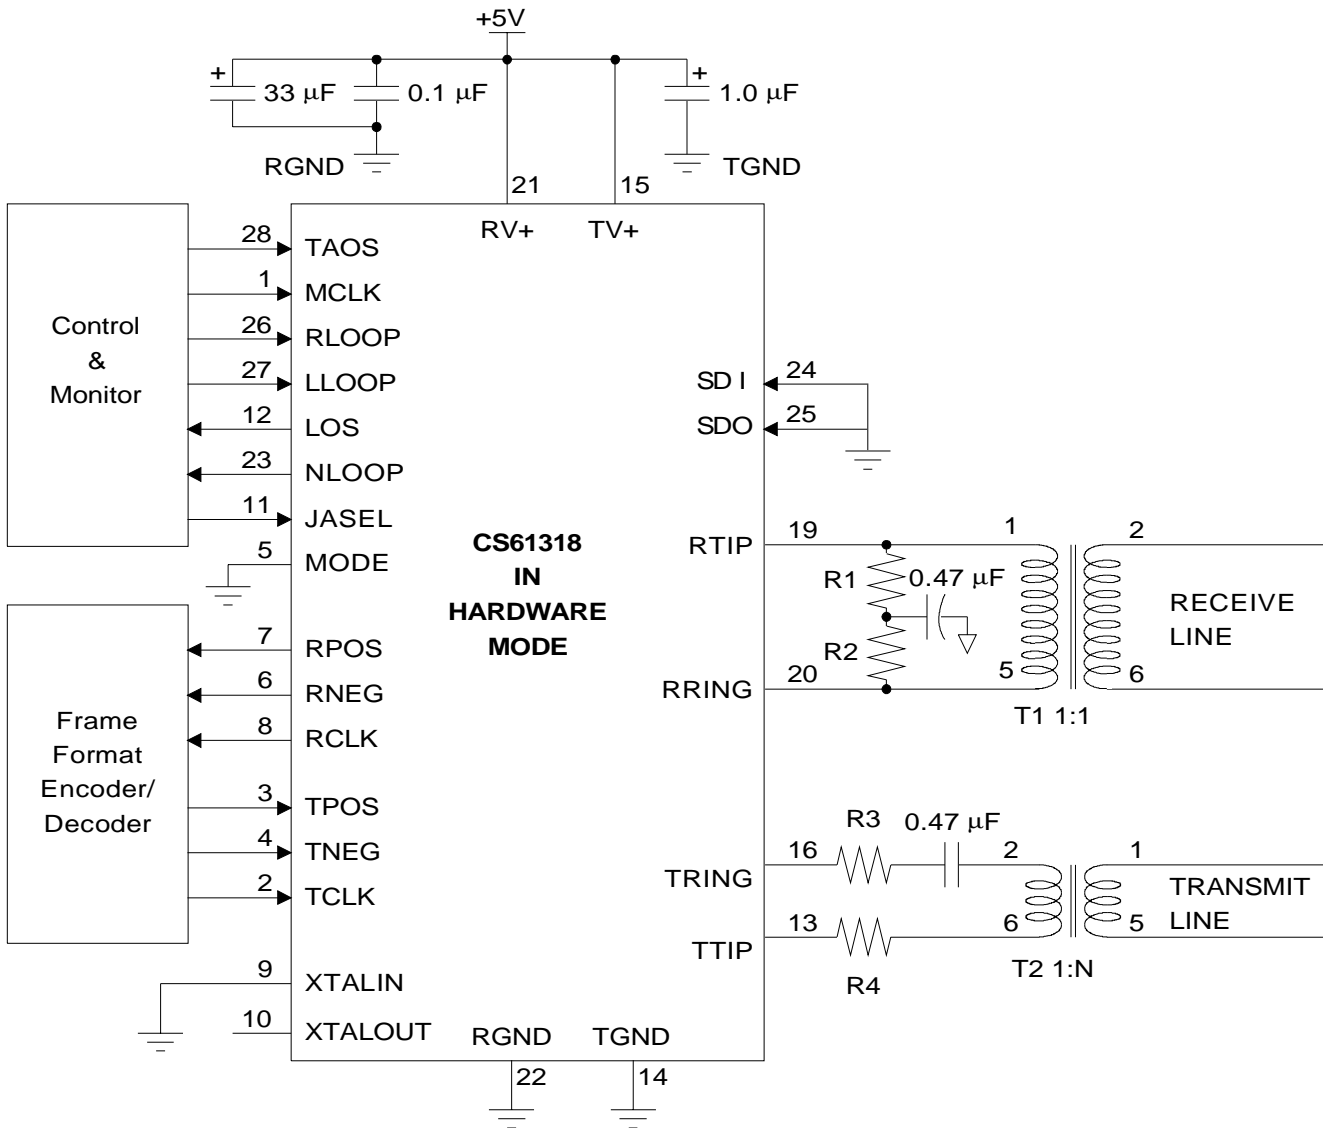 +5V
+
33 µF
0.1 µF
+
1.0 µF
RGND
TGND
21
15
RV+
TV+
Control
&
Monitor
28
TAOS
1
MCLK
26
RLOOP
27
LLOOP
12
LOS
23
NLOOP
11
JASEL
5
MODE
CS61318
IN
HARDWARE
MODE
SDI
24
SDO
25
RTIP
19
R1
0.47 µF
R2
RRING
20
1
2
5
6
T1 1:1
RECEIVE
LINE
Frame
Format
Encoder/
Decoder
7
RPOS
6
RNEG
8
RCLK
3
TPOS
4
TNEG
2
TCLK
9
XTALIN
10
XTALOUT
TRING
16
R3
0.47 µF
TTIP
13
R4
2
1
6
5
T2 1:N
TRANSMIT
LINE
RGND
TGND
22
14